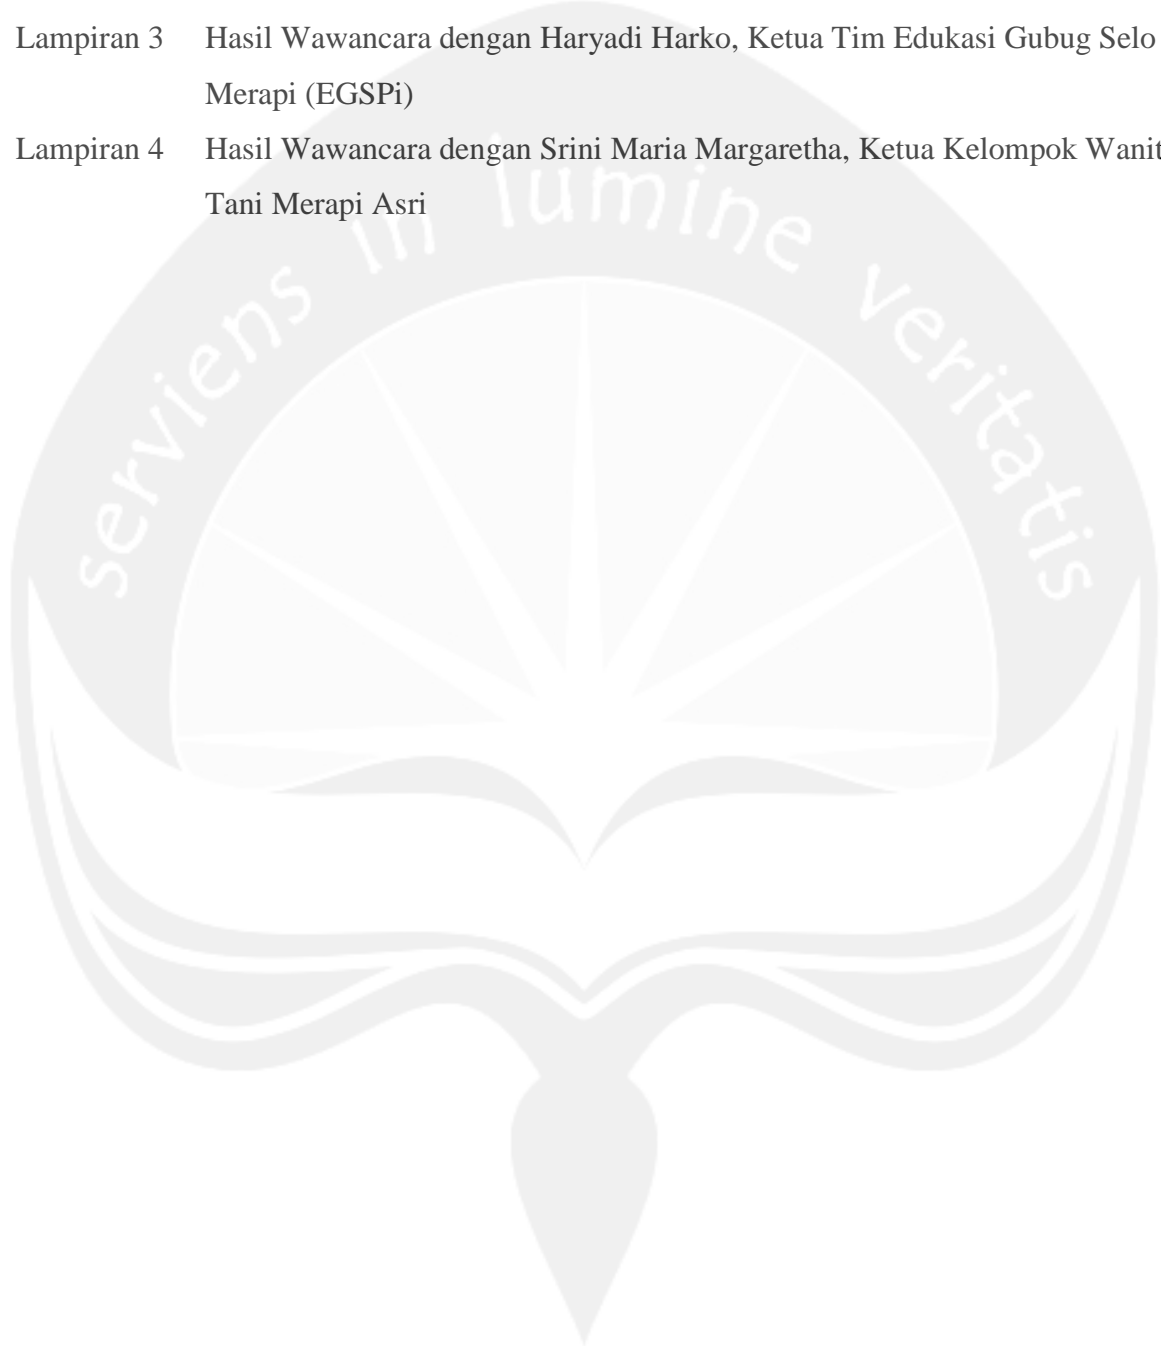 Lampiran 3 Hasil Wawancara dengan Haryadi Harko, Ketua Tim Edukasi Gubug Selo
Merapi (EGSPi)
Lampiran 4 Hasil Wawancara dengan Srini Maria Margaretha, Ketua Kelompok Wanit
Tani Merapi Asri
serviens in lumine veritatis